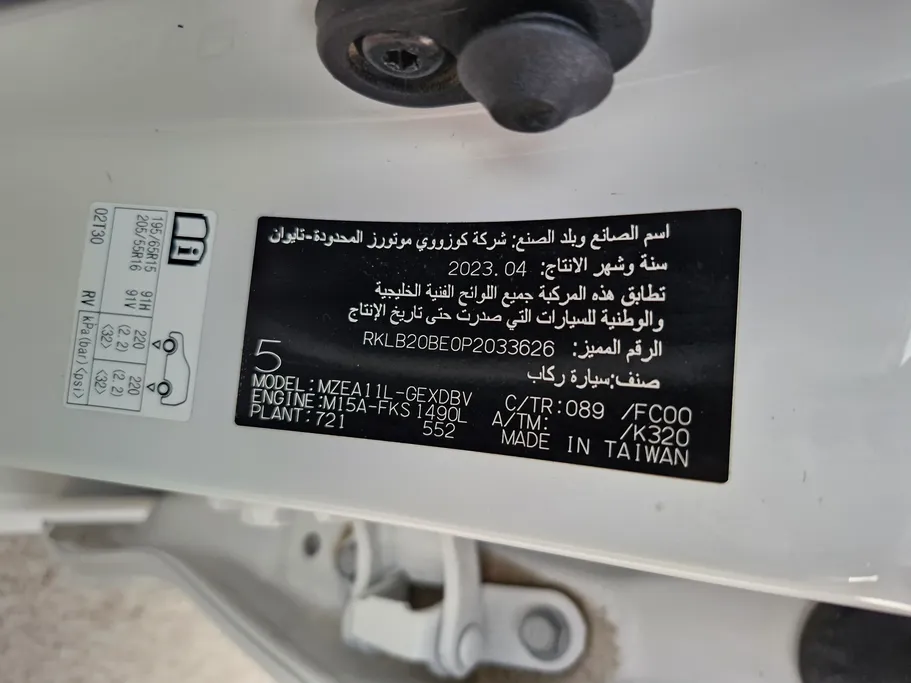 اسم الصانع وبلد الصنع: شركة كوزووي موتورز المحدودة-تايوان
سنة وشهر الانتاج: 2023.04
تطابق هذه المركبة جميع اللوائح الفنية الخليجية
والوطنية للسيارات التي صدرت حتى تاريخ الإنتاج
الرقم المميز: RKLB20BE0P2033626
صنف:سيارة ركاب
5
MODEL:MZEA11L-GEXDBV
C/TR:089 /FC00
ENGINE:M15A-FKS 1490L
A/TM: /K320
PLANT:721 552
MADE IN TAIWAN
195/65R15 91H
205/55R16 91V
220
(2.2)
<32>
220
(2.2)
<32>
02T30
RV kPa(bar)<psi>